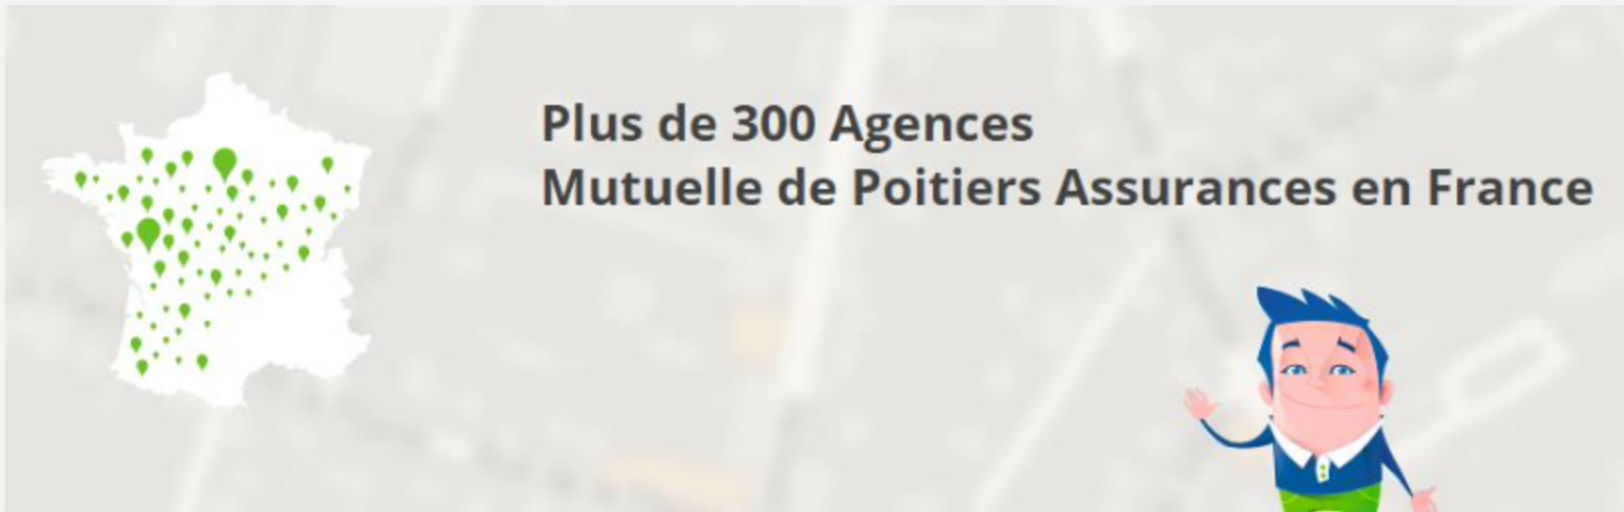 Plus de 300 Agences
Mutuelle de Poitiers Assurances en France